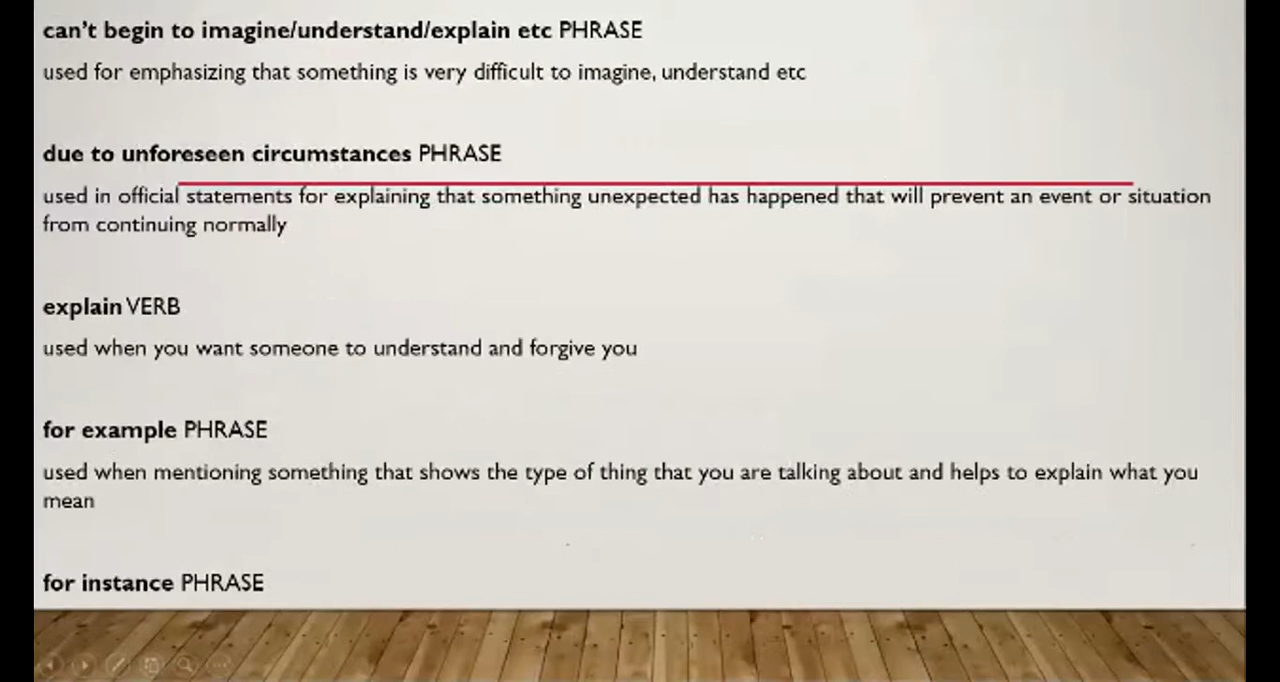 can't begin to imagine/understand/explain etc PHRASE
used for emphasizing that something is very difficult to imagine, understand etc
due to unforeseen circumstances PHRASE
used in official statements for explaining that something unexpected has happened that will prevent an event or situation
from continuing normally
explain VERB
used when you want someone to understand and forgive you
for example PHRASE
used when mentioning something that shows the type of thing that you are talking about and helps to explain what you
mean
for instance PHRASE